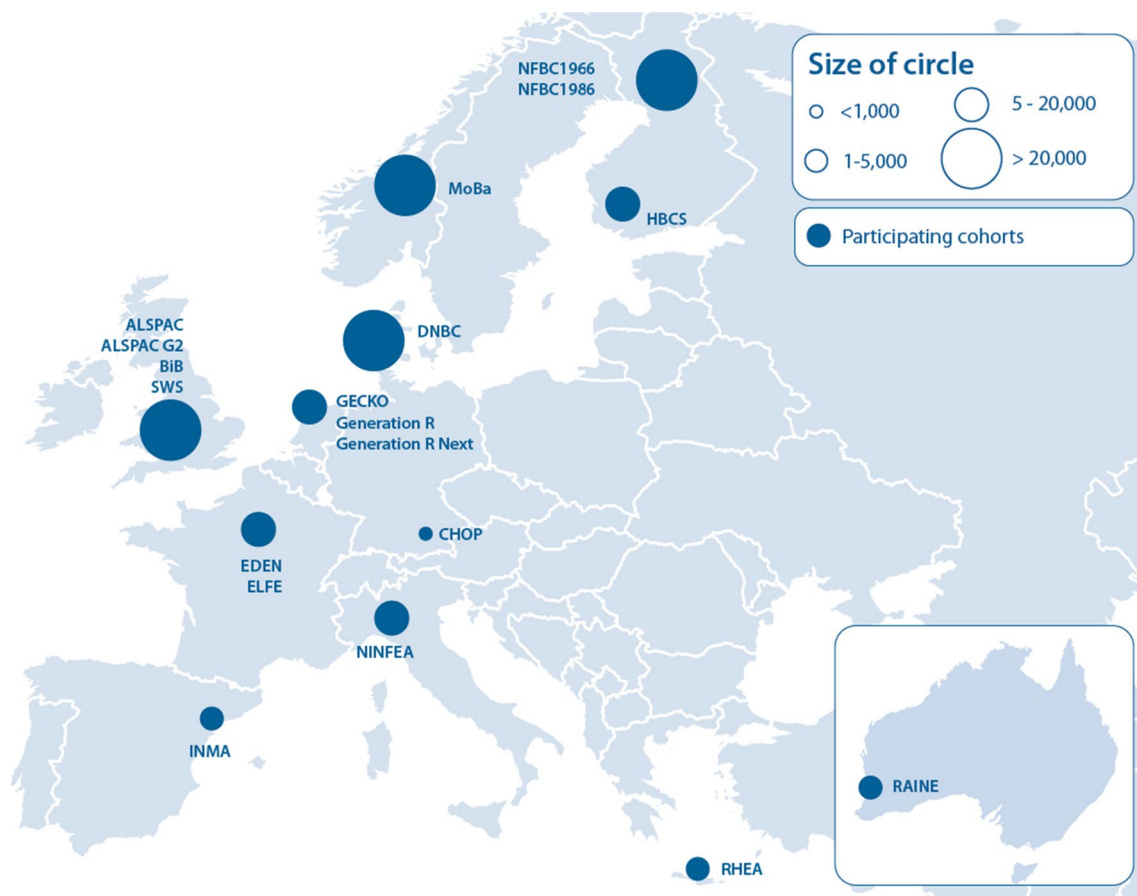 Size of circle
<1,000
5 - 20,000
1-5,000
> 20,000
Participating cohorts
NFBC1966
NFBC1986
MoBa
HBCS
ALSPAC
ALSPAC G2
BiB
SWS
DNBC
GECKO
Generation R
Generation R Next
CHOP
EDEN
ELFE
NINFEA
INMA
RAINE
RHEA